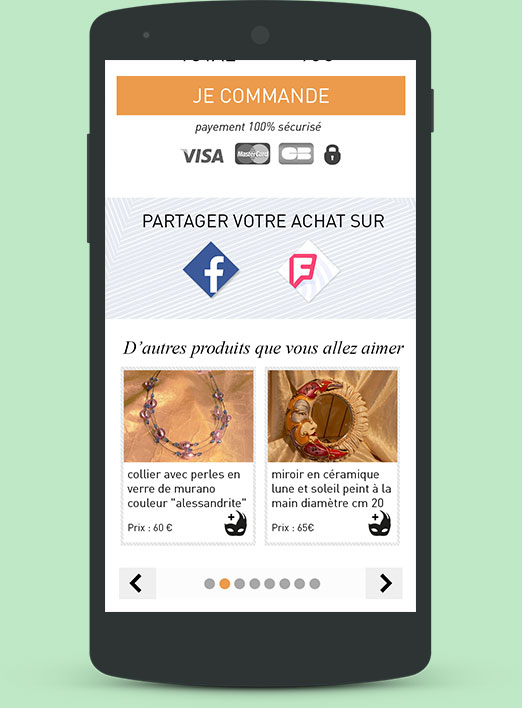 JE COMMANDE
payement 100% sécurisé
VISA MasterCard CB
PARTAGER VOTRE ACHAT SUR
D'autres produits que vous allez aimer
collier avec perles en
verre de murano
couleur "alessandrite"
Prix : 60 €
miroir en céramique
lune et soleil peint à la
main diamètre cm 20
Prix : 65€